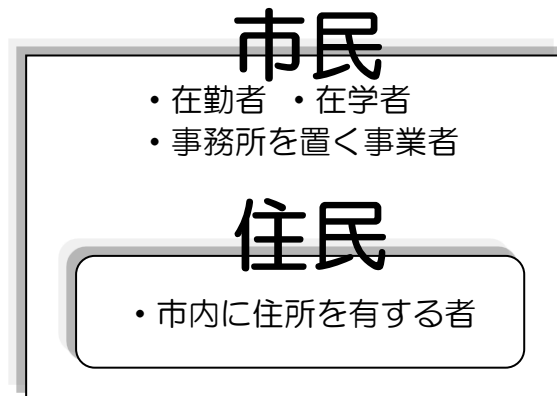 市民
・在勤者 ・在学者
・事務所を置く事業者
住民
・市内に住所を有する者